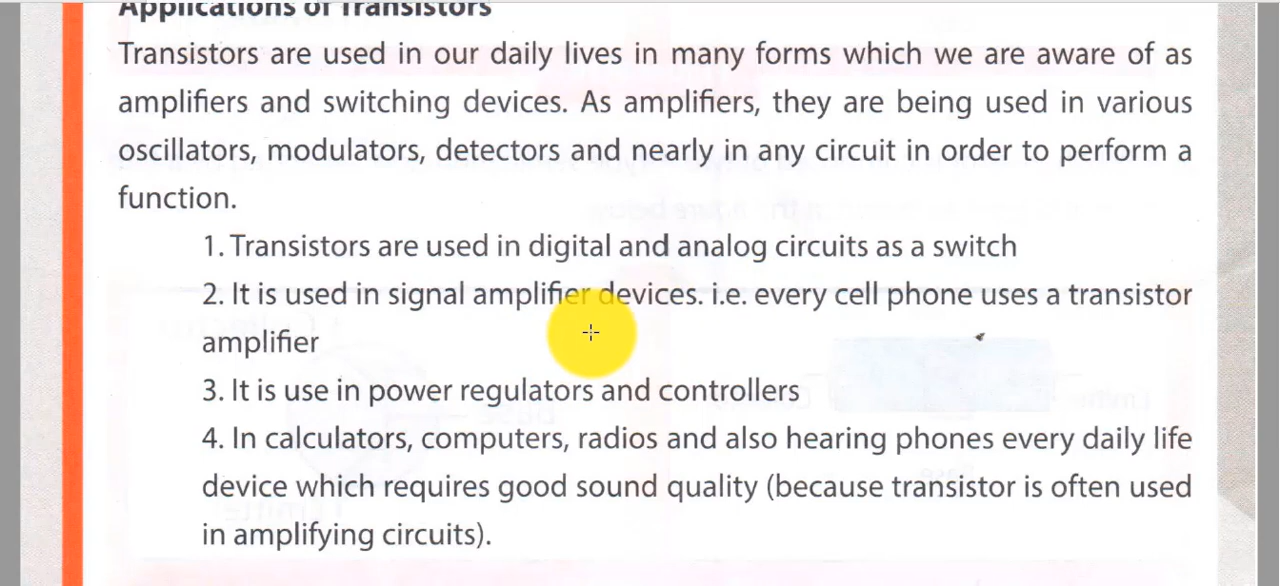 Applications of Transistors
Transistors are used in our daily lives in many forms which we are aware of as
amplifiers and switching devices. As amplifiers, they are being used in various
oscillators, modulators, detectors and nearly in any circuit in order to perform a
function.
1. Transistors are used in digital and analog circuits as a switch
2. It is used in signal amplifier devices. i.e. every cell phone uses a transistor
amplifier
3. It is use in power regulators and controllers
4. In calculators, computers, radios and also hearing phones every daily life
device which requires good sound quality (because transistor is often used
in amplifying circuits).